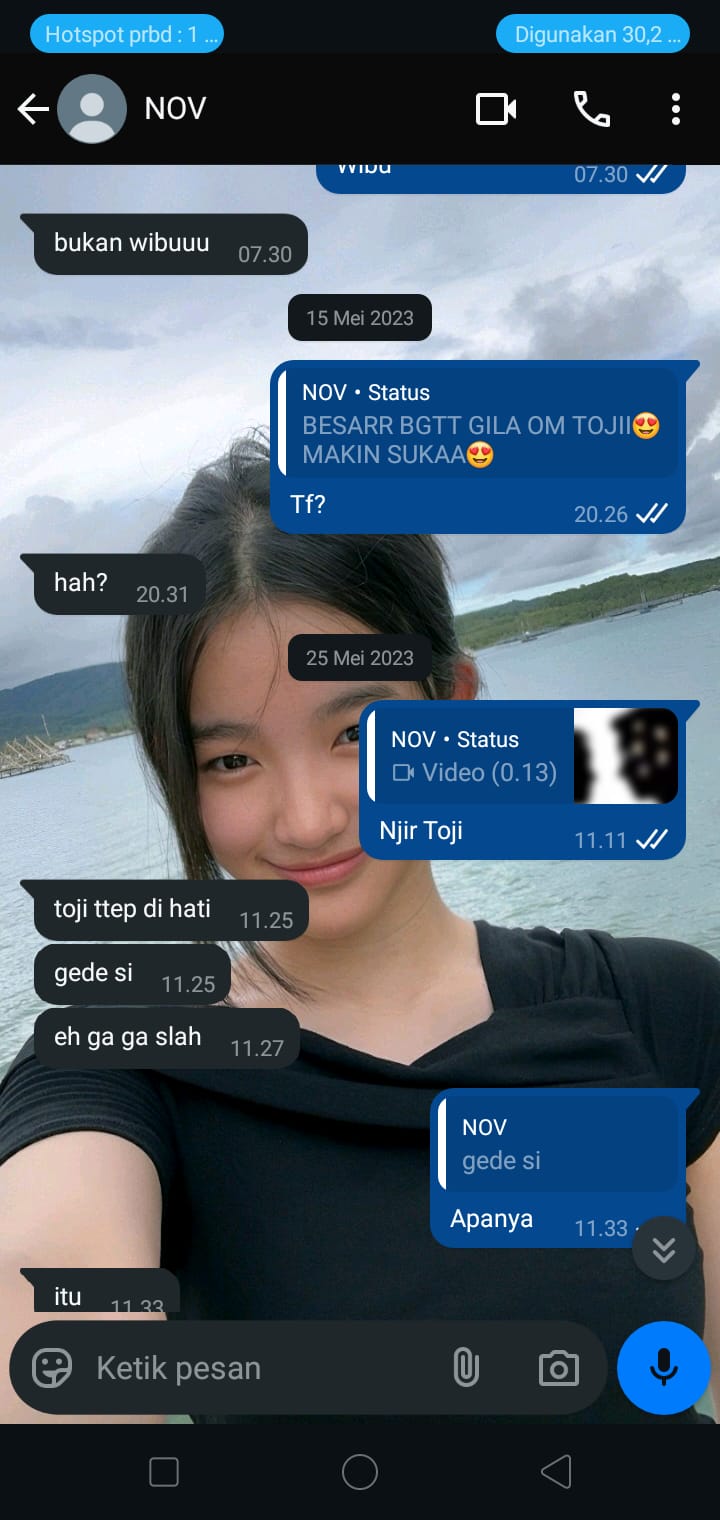 Hotspot prbd : 1 ...
Digunakan 30,2 ...
NOV
Wibu
07.30
bukan wibuuu
07.30
15 Mei 2023
NOV • Status
BESARR BGTT GILA OM TOJII😍
MAKIN SUKAA😍
Tf?
20.26
hah?
20.31
25 Mei 2023
NOV • Status
Video (0.13)
Njir Toji
11.11
toji ttep di hati
11.25
gede si
11.25
eh ga ga slah
11.27
NOV
gede si
Apanya
11.33
itu
11.33
Ketik pesan